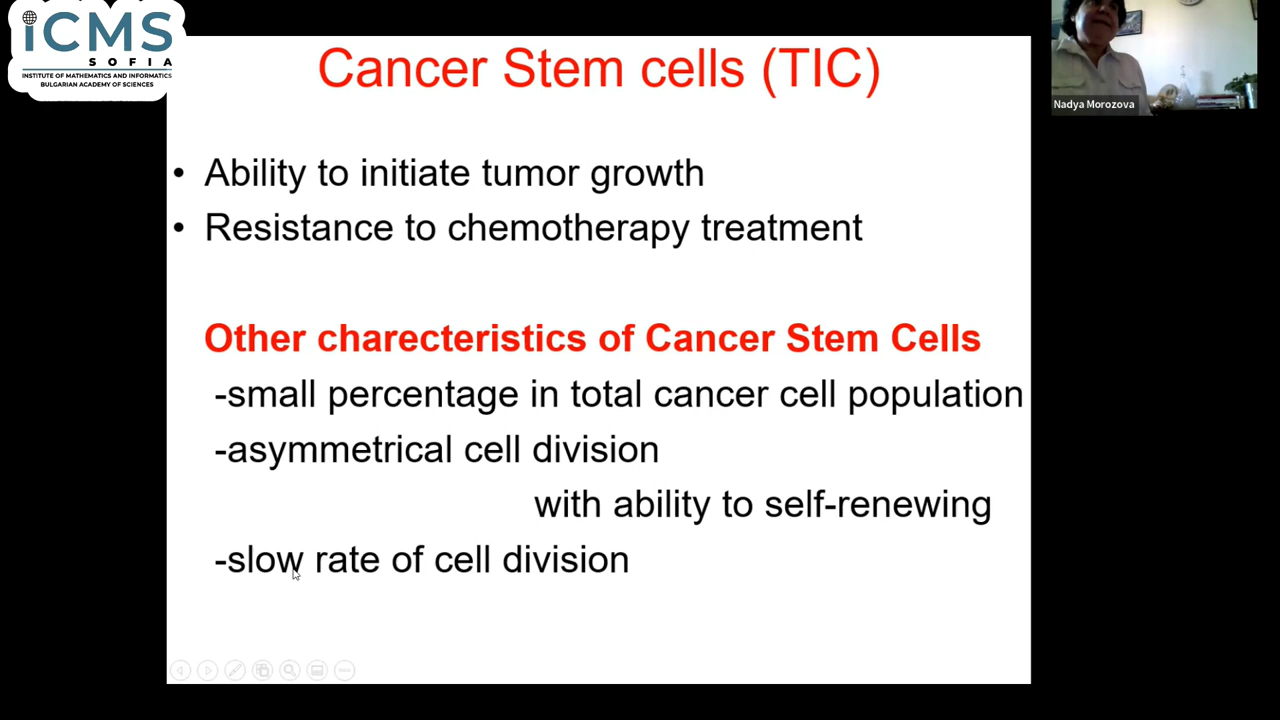 iCMS
SOFIA
INSTITUTE OF MATHEMATICS AND INFORMATICS
BULGARIAN ACADEMY OF SCIENCES
Cancer Stem cells (TIC)
Nadya Morozova
• Ability to initiate tumor growth
• Resistance to chemotherapy treatment
Other charecteristics of Cancer Stem Cells
-small percentage in total cancer cell population
-asymmetrical cell division
with ability to self-renewing
-slow rate of cell division